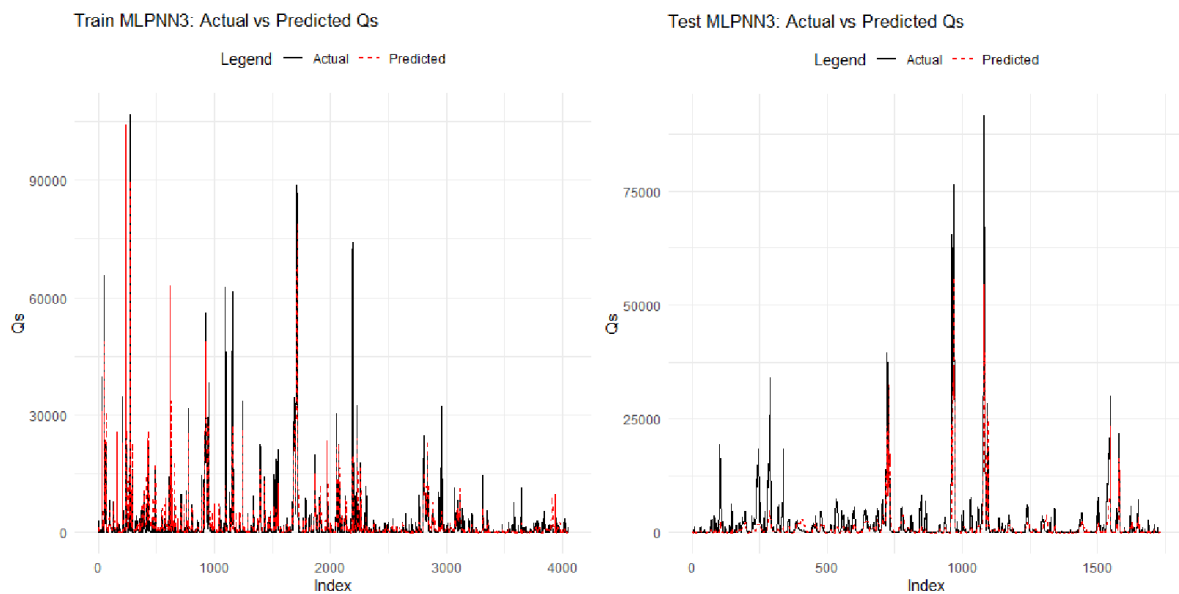 Train MLPNN3: Actual vs Predicted Qs
Legend Actual Predicted
90000
60000
30000
0
Qs
0 1000 2000 3000 4000
Index
Test MLPNN3: Actual vs Predicted Qs
Legend Actual Predicted
75000
50000
25000
0
Qs
0 500 1000 1500
Index